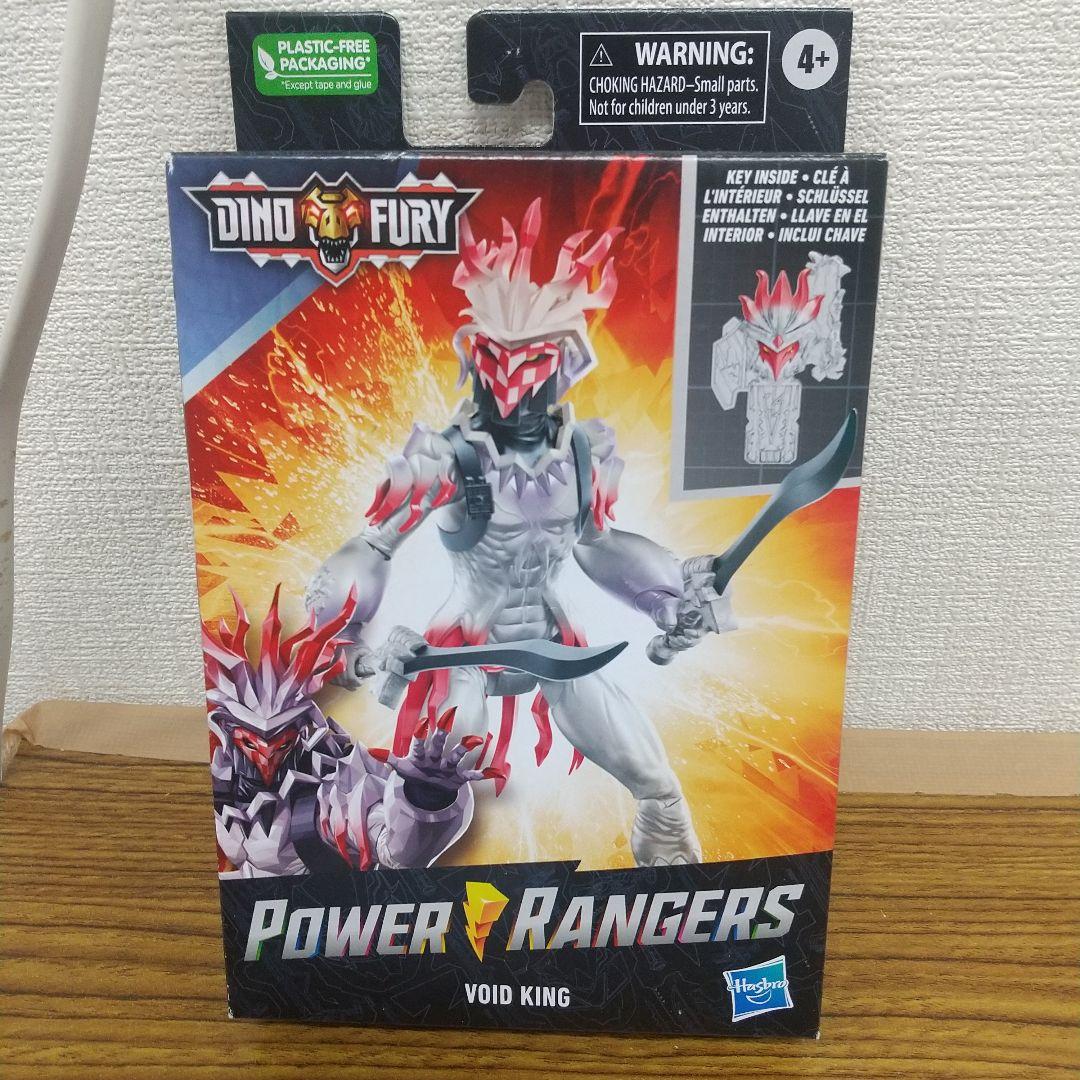 PLASTIC-FREE
PACKAGING*
*Except tape and glue
WARNING:
CHOKING HAZARD–Small parts.
Not for children under 3 years.
4+
DINO FURY
KEY INSIDE • CLÉ À
L'INTÉRIEUR • SCHLÜSSEL
ENTHALTEN • LLAVE EN EL
INTERIOR • INCLUI CHAVE
POWER RANGERS
VOID KING
Hasbro